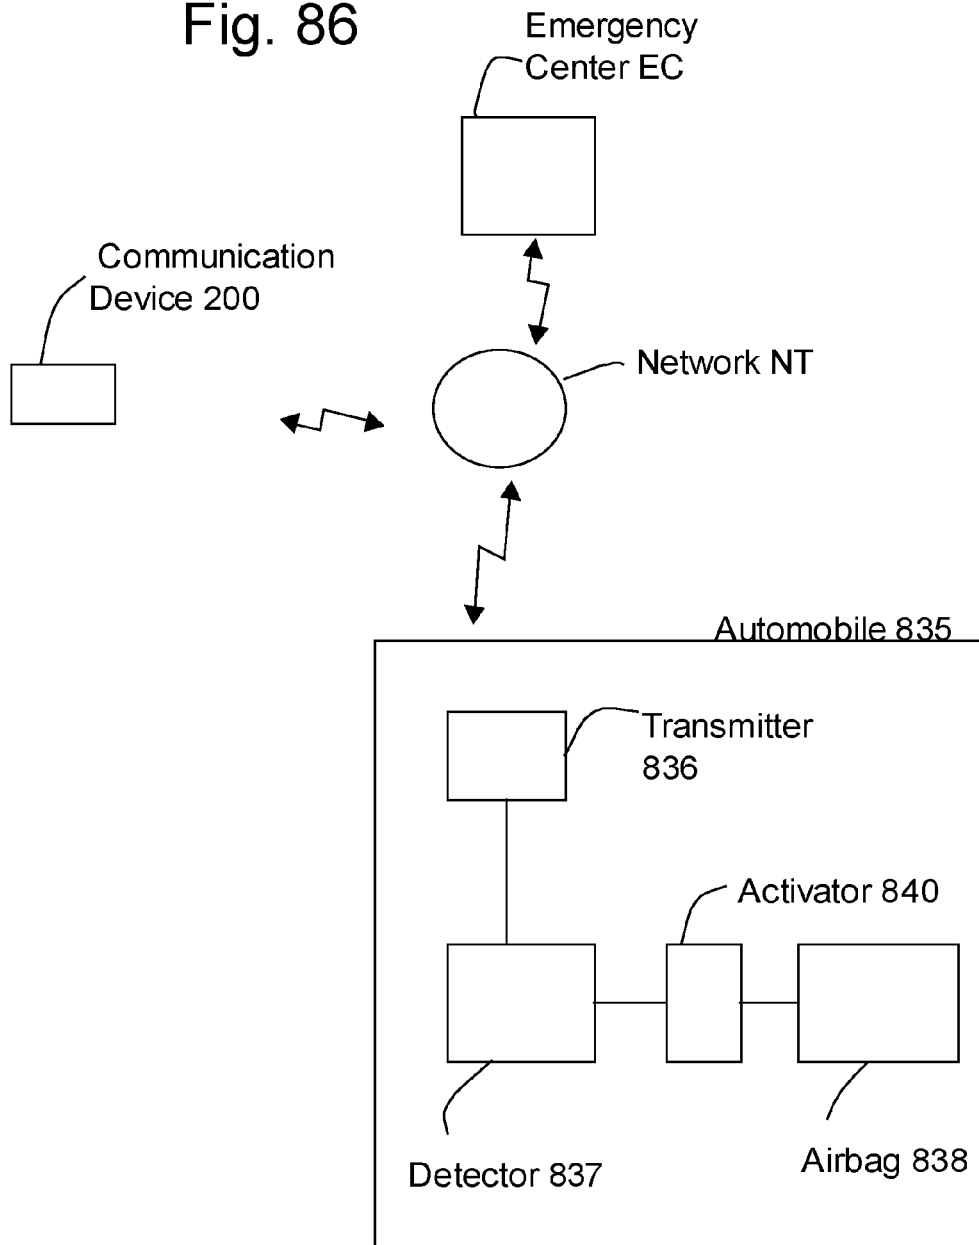 Fig. 86
Emergency
Center EC
Communication
Device 200
Network NT
Automobile 835
Transmitter
836
Activator 840
Detector 837
Airbag 838